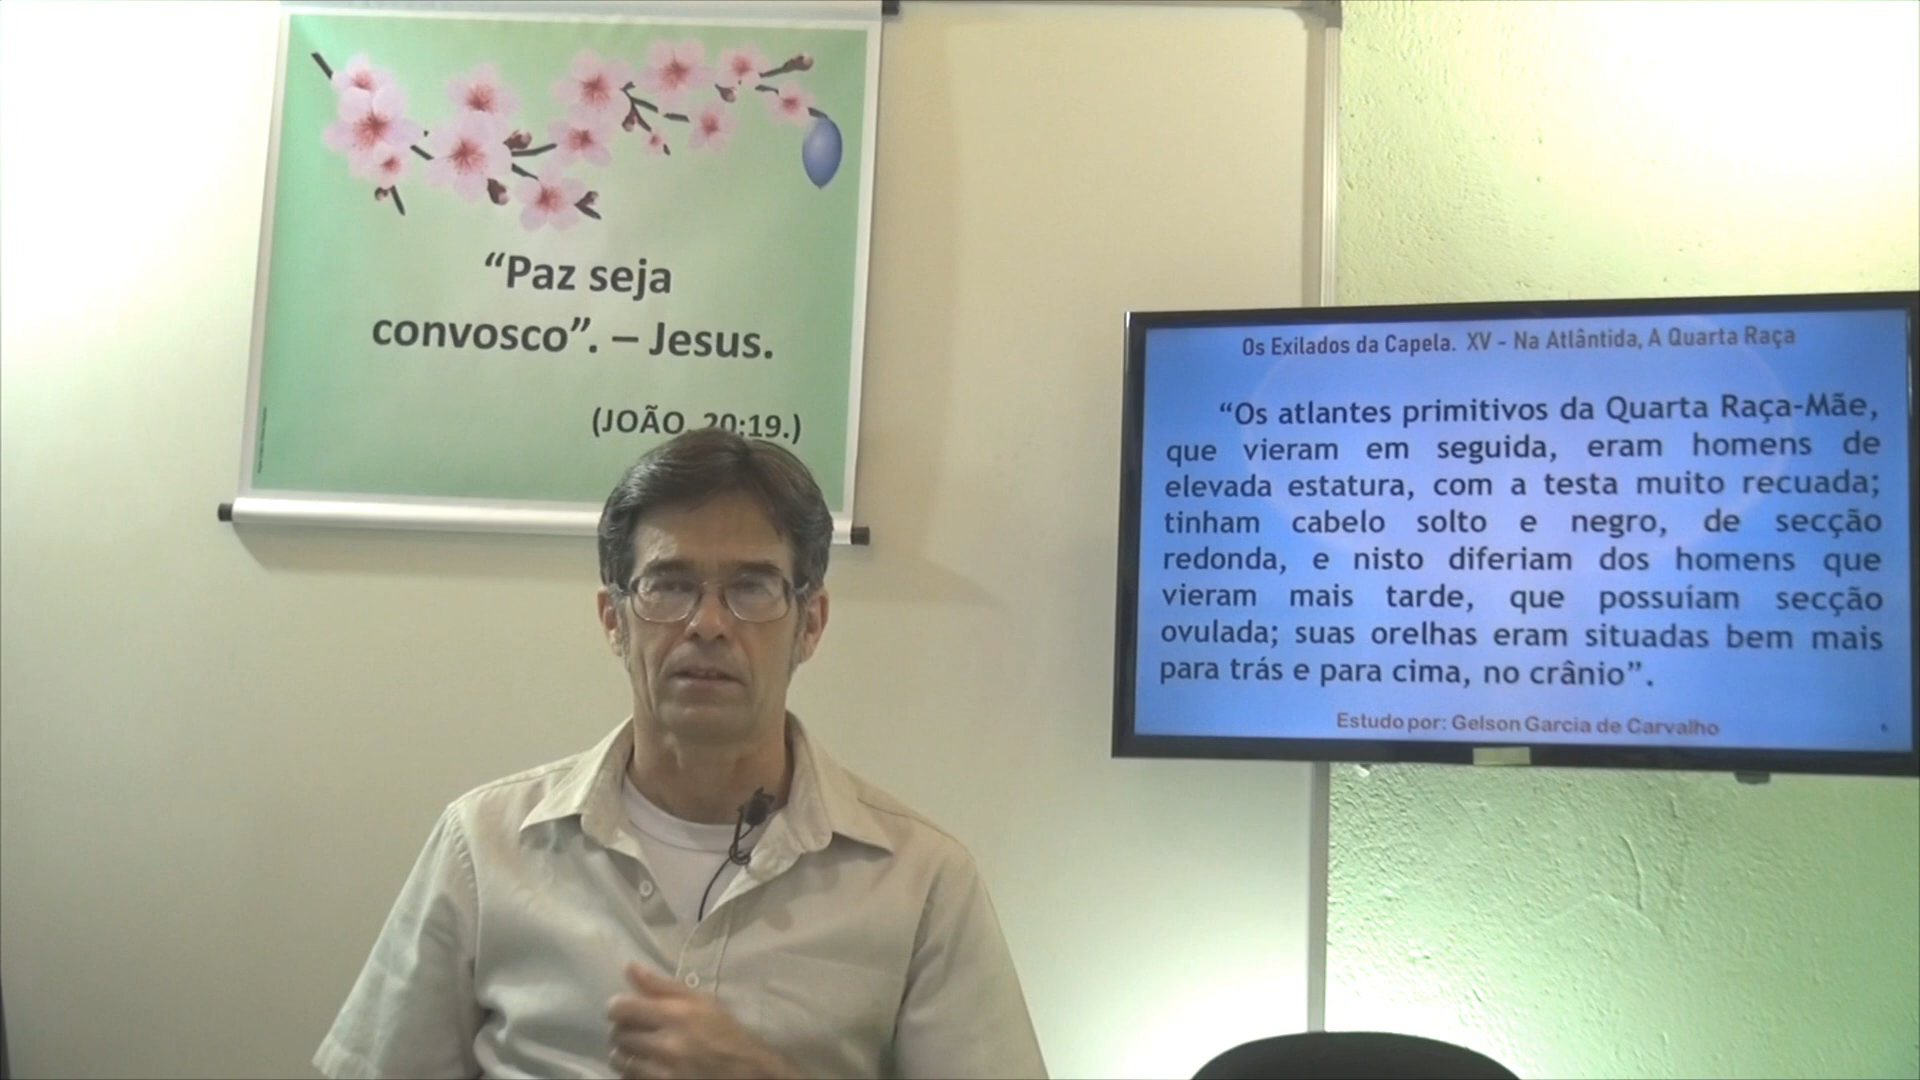 “Paz seja
convosco”. – Jesus.
(JOÃO, 20:19.)
Os Exilados da Capela. XV - Na Atlântida, A Quarta Raça
“Os atlantes primitivos da Quarta Raça-Mãe,
que vieram em seguida, eram homens de
elevada estatura, com a testa muito recuada;
tinham cabelo solto e negro, de secção
redonda, e nisto diferiam dos homens que
vieram mais tarde, que possuíam secção
ovulada; suas orelhas eram situadas bem mais
para trás e para cima, no crânio”.
Estudo por: Gelson Garcia de Carvalho